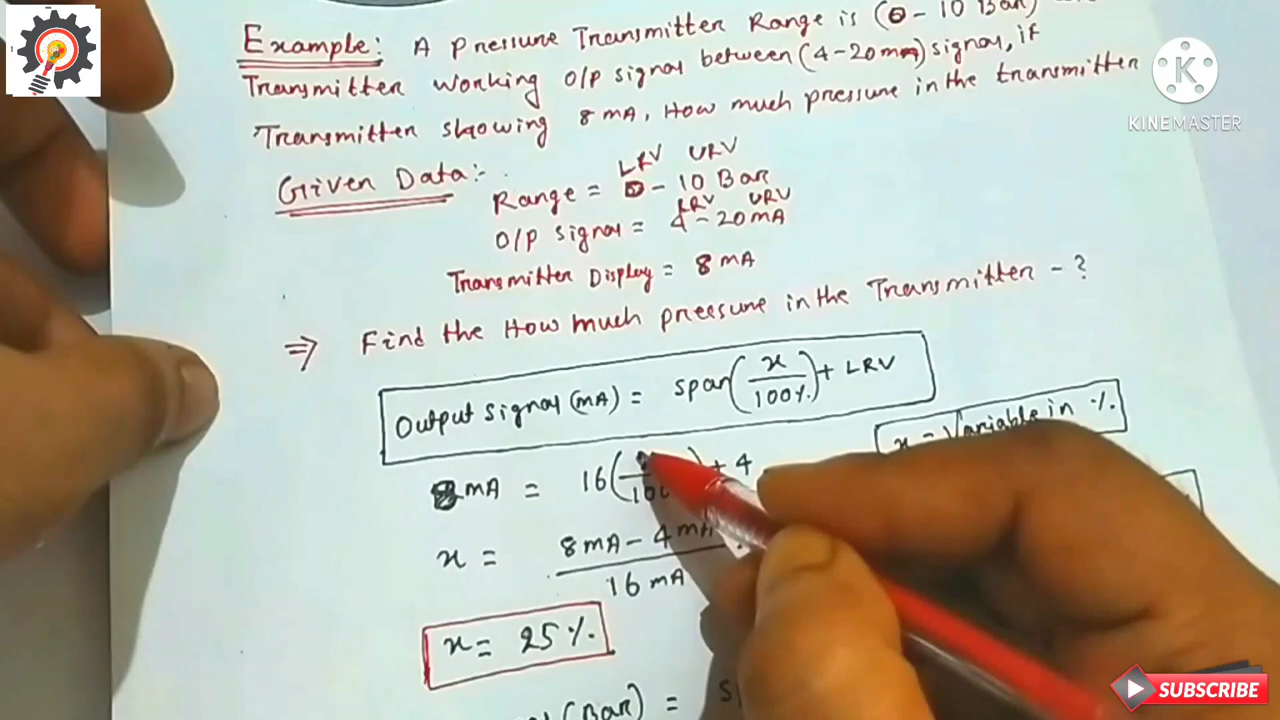 Example: A Pressure Transmitter Range is (0 - 10 Bar)
Transmitter working O/P signal between (4-20mA) signal, if
Transmitter showing 8 mA, How much pressure in the transmitter
Given Data:-
LRV URV
Range = 0 - 10 Bar
LRV URV
O/P signal = 4-20mA
Transmitter Display = 8 mA
⇒ Find the How much preesure in the Transmitter - ?
Output signal (mA) = span(x/100%) + LRV
x - Variable in %.
8mA = 16( + 4
x = 8mA - 4mA / 16 mA
x = 25 %.
(Bar) =
KINEMASTER
SUBSCRIBE